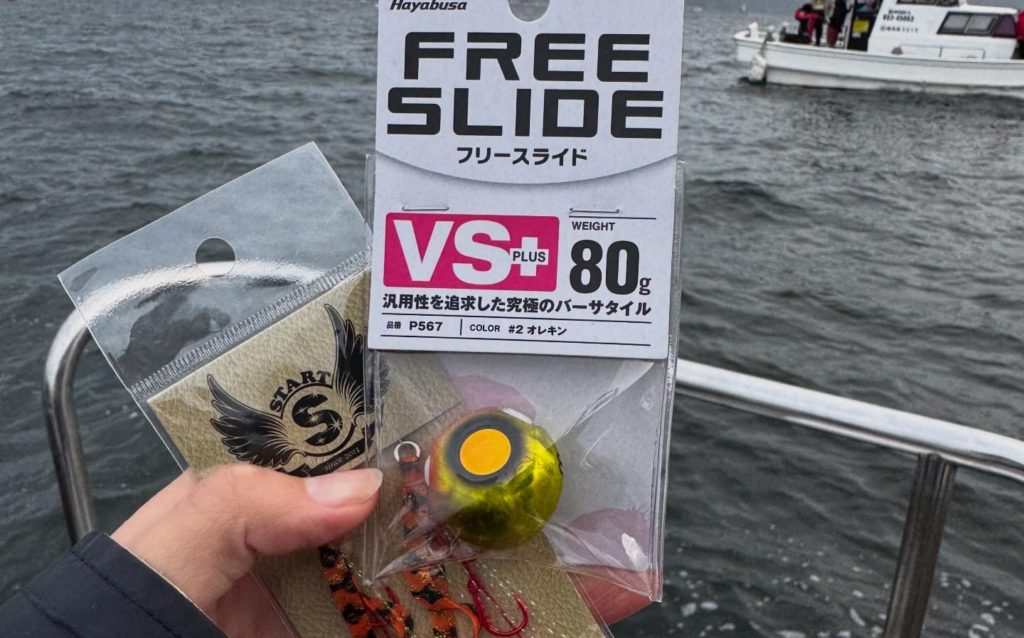 Hayabusa
FREE
SLIDE
フリースライド
VS PLUS +
WEIGHT
80g
汎用性を追求した究極のバーサタイル
品番 P567 COLOR #2 オレキン
START
S
since 2013